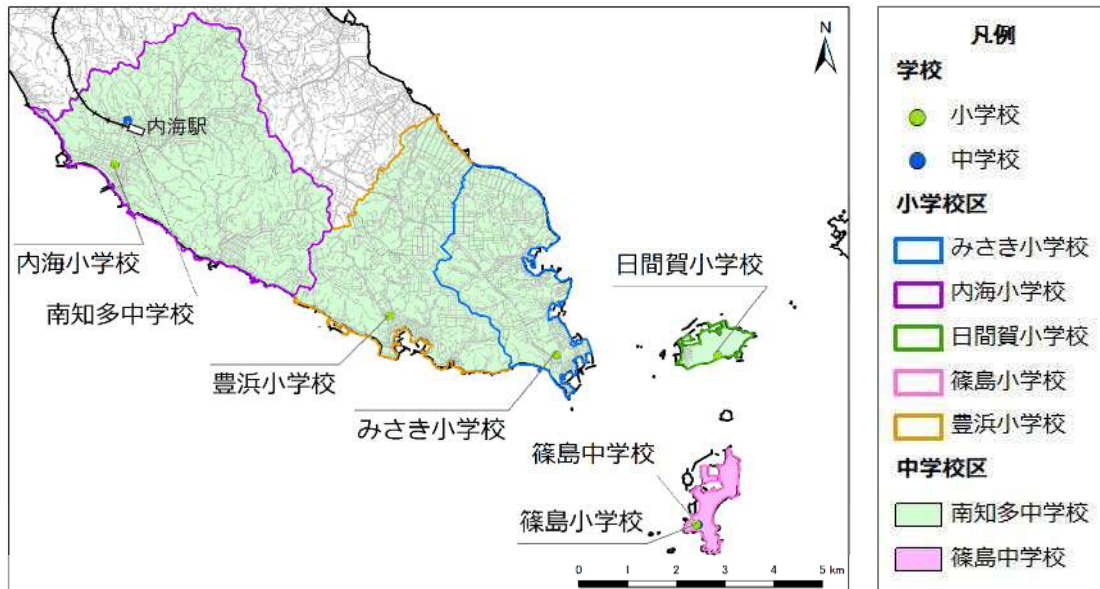 N
内海駅
内海小学校
南知多中学校
日間賀小学校
豊浜小学校
みさき小学校
篠島中学校
篠島小学校
0 1 2 3 4 5 km
凡例
学校
小学校
中学校
小学校区
みさき小学校
内海小学校
日間賀小学校
篠島小学校
豊浜小学校
中学校区
南知多中学校
篠島中学校